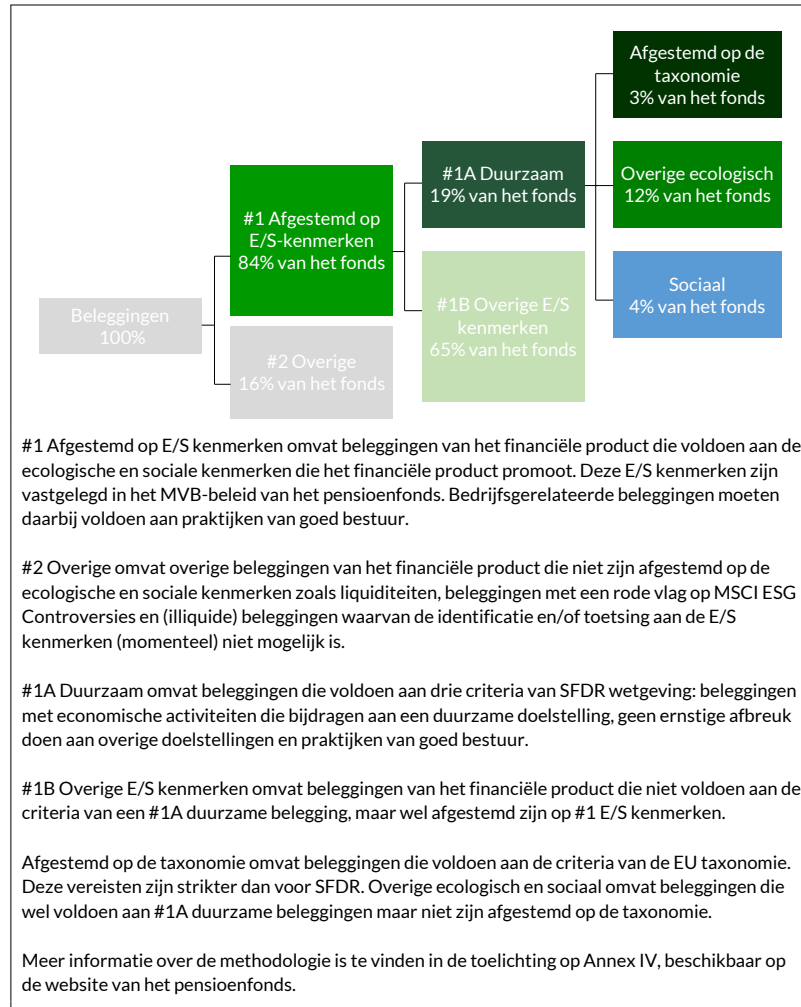 Beleggingen
100%
#1 Afgestemd op
E/S-kenmerken
84% van het fonds
#2 Overige
16% van het fonds
#1A Duurzaam
19% van het fonds
#1B Overige E/S
kenmerken
65% van het fonds
Afgestemd op de
taxonomie
3% van het fonds
Overige ecologisch
12% van het fonds
Sociaal
4% van het fonds
#1 Afgestemd op E/S kenmerken omvat beleggingen van het financiële product die voldoen aan de
ecologische en sociale kenmerken die het financiële product promoot. Deze E/S kenmerken zijn
vastgelegd in het MVB-beleid van het pensioenfonds. Bedrijfsgerelateerde beleggingen moeten
daarbij voldoen aan praktijken van goed bestuur.
#2 Overige omvat overige beleggingen van het financiële product die niet zijn afgestemd op de
ecologische en sociale kenmerken zoals liquiditeiten, beleggingen met een rode vlag op MSCI ESG
Controversies en (illiquide) beleggingen waarvan de identificatie en/of toetsing aan de E/S
kenmerken (momenteel) niet mogelijk is.
#1A Duurzaam omvat beleggingen die voldoen aan drie criteria van SFDR wetgeving: beleggingen
met economische activiteiten die bijdragen aan een duurzame doelstelling, geen ernstige afbreuk
doen aan overige doelstellingen en praktijken van goed bestuur.
#1B Overige E/S kenmerken omvat beleggingen van het financiële product die niet voldoen aan de
criteria van een #1A duurzame belegging, maar wel afgestemd zijn op #1 E/S kenmerken.
Afgestemd op de taxonomie omvat beleggingen die voldoen aan de criteria van de EU taxonomie.
Deze vereisten zijn strikter dan voor SFDR. Overige ecologisch en sociaal omvat beleggingen die
wel voldoen aan #1A duurzame beleggingen maar niet zijn afgestemd op de taxonomie.
Meer informatie over de methodologie is te vinden in de toelichting op Annex IV, beschikbaar op
de website van het pensioenfonds.